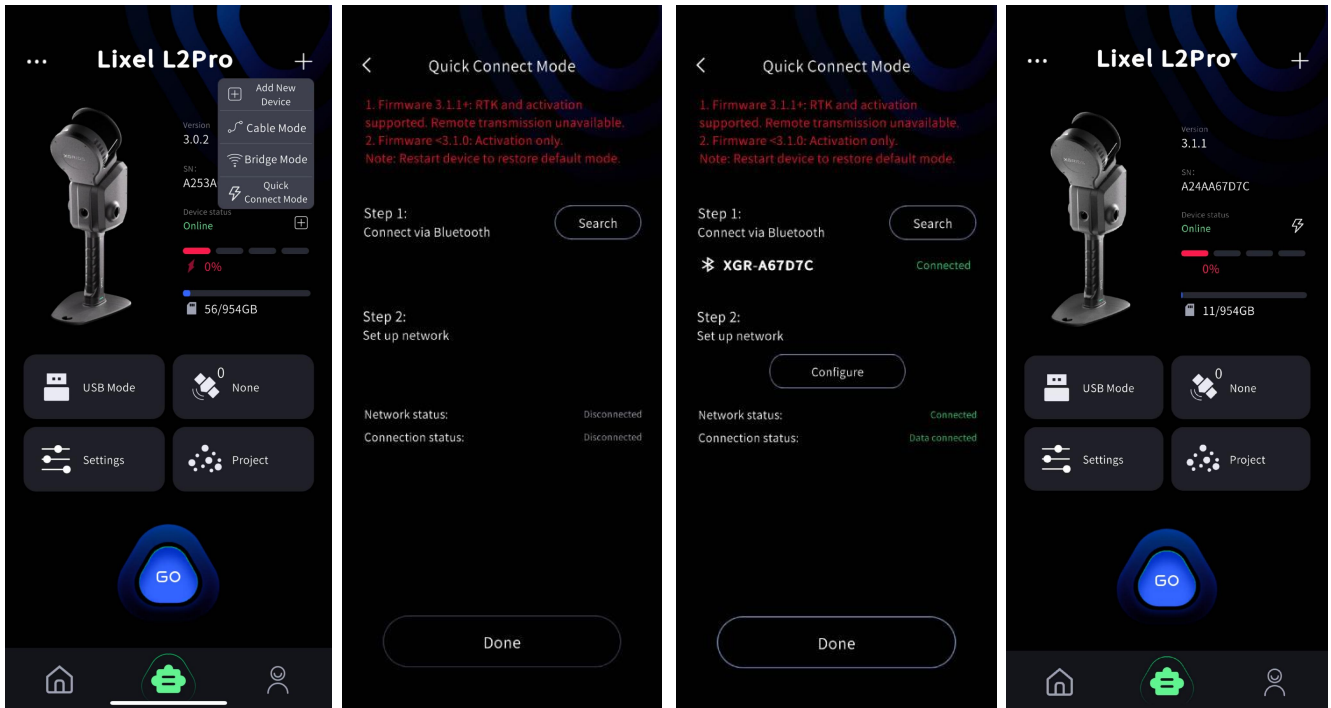 Lixel L2Pro
Add New
Device
Cable Mode
Bridge Mode
Quick
Connect Mode
Version
3.0.2
SN:
A253A
Device status
Online
0%
56/954GB
USB Mode
0
None
Settings
Project
GO
Quick Connect Mode
1. Firmware 3.1.1+: RTK and activation
supported. Remote transmission unavailable.
2. Firmware <3.1.0: Activation only.
Note: Restart device to restore default mode.
Step 1:
Connect via Bluetooth
Search
Step 2:
Set up network
Network status:
Disconnected
Connection status:
Disconnected
Done
Quick Connect Mode
1. Firmware 3.1.1+: RTK and activation
supported. Remote transmission unavailable.
2. Firmware <3.1.0: Activation only.
Note: Restart device to restore default mode.
Step 1:
Connect via Bluetooth
Search
XGR-A67D7C
Connected
Step 2:
Set up network
Configure
Network status:
Connected
Connection status:
Data connected
Done
Lixel L2Pro
Version
3.1.1
SN:
A24AA67D7C
Device status
Online
0%
11/954GB
USB Mode
0
None
Settings
Project
GO